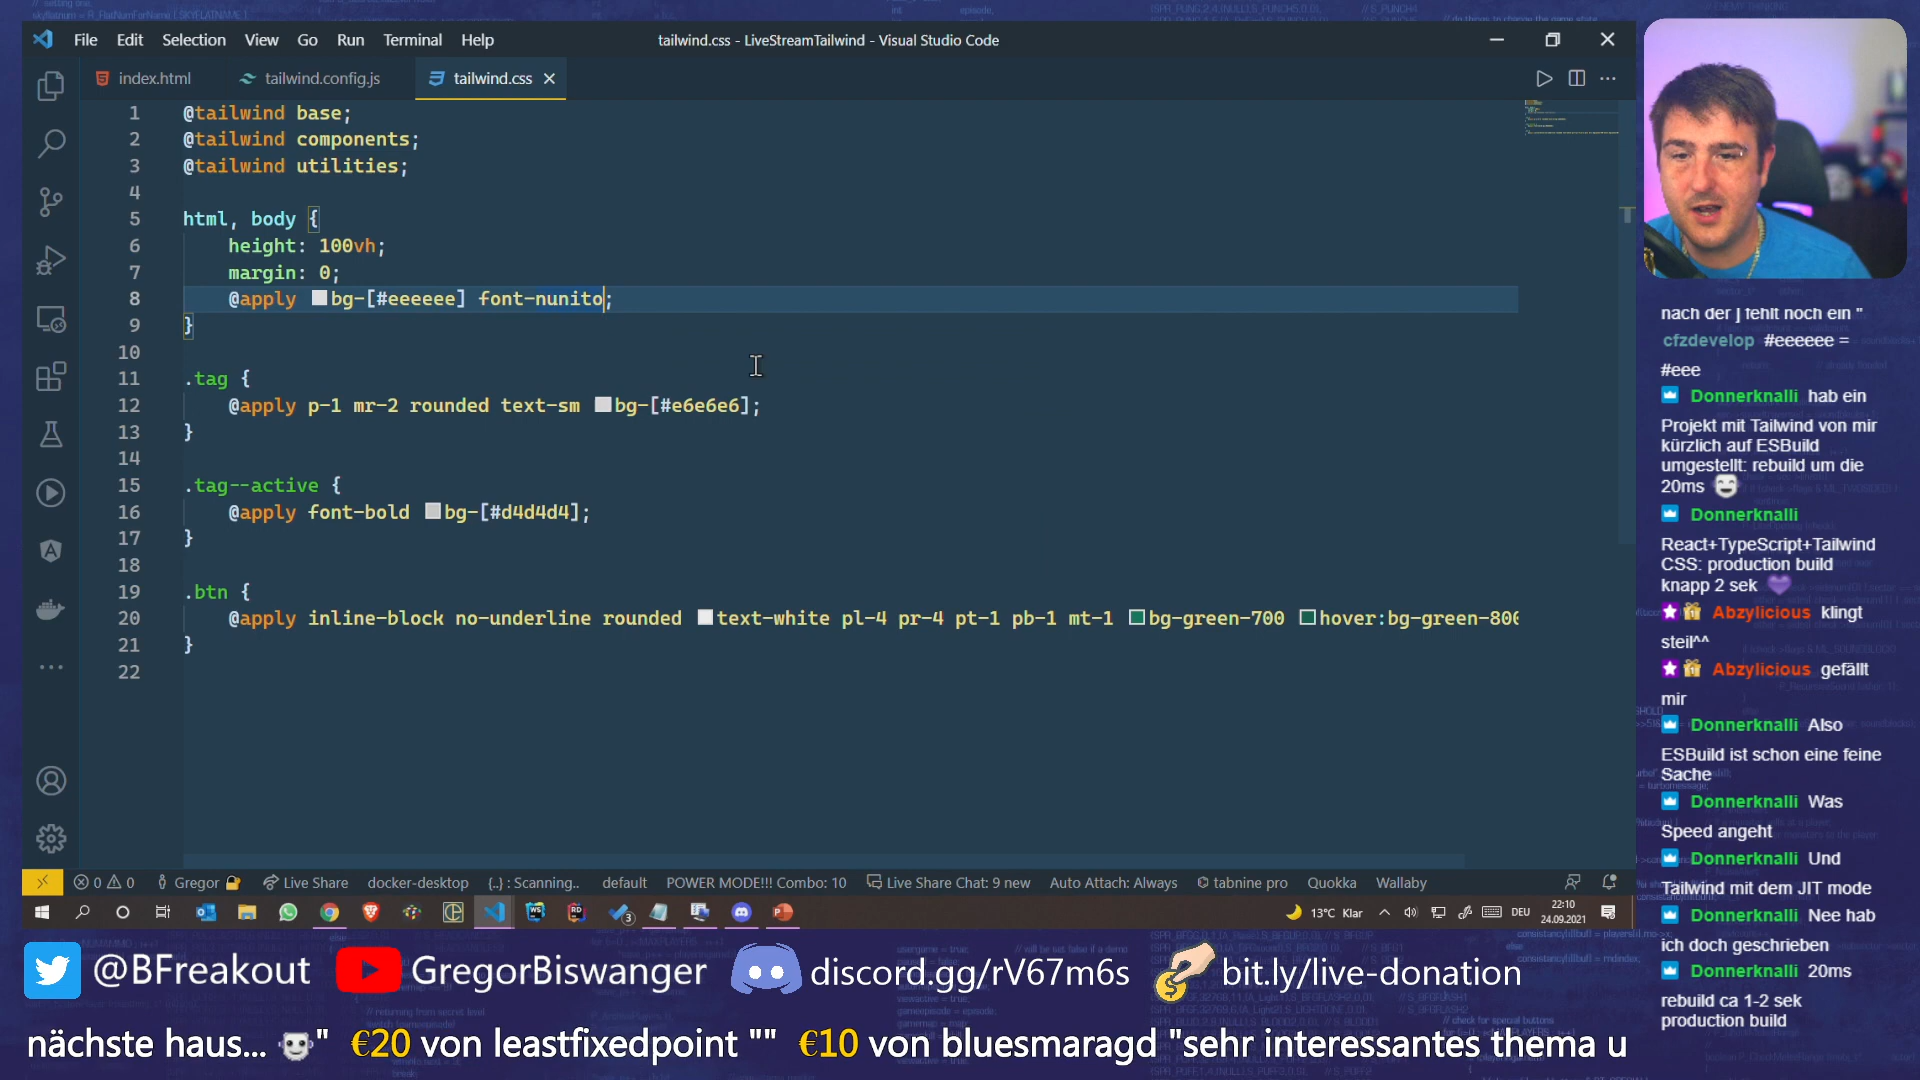 File Edit Selection View Go Run Terminal Help
tailwind.css - LiveStreamTailwind - Visual Studio Code
index.html tailwind.config.js tailwind.css
1 @tailwind base;
2 @tailwind components;
3 @tailwind utilities;
4
5 html, body {
6 height: 100vh;
7 margin: 0;
8 @apply bg-[#eeeeee] font-nunito;
9 }
10
11 .tag {
12 @apply p-1 mr-2 rounded text-sm bg-[#e6e6e6];
13 }
14
15 .tag--active {
16 @apply font-bold bg-[#d4d4d4];
17 }
18
19 .btn {
20 @apply inline-block no-underline rounded text-white pl-4 pr-4 pt-1 pb-1 mt-1 bg-green-700 hover:bg-green-800
21 }
22
0 0 Gregor Live Share docker-desktop {..} : Scanning.. default POWER MODE!!! Combo: 10 Live Share Chat: 9 new Auto Attach: Always tabnine pro Quokka Wallaby
3 13°C Klar DEU 22:10
24.09.2021
nach der ] fehlt noch ein "
cfzdevelop #eeeeee =
#eee
Donnerknalli hab ein
Projekt mit Tailwind von mir
kürzlich auf ESBuild
umgestellt: rebuild um die
20ms
Donnerknalli
React+TypeScript+Tailwind
CSS: production build
knapp 2 sek
Abzylicious klingt
steil^^
Abzylicious gefällt
mir
Donnerknalli Also
ESBuild ist schon eine feine
Sache
Donnerknalli Was
Speed angeht
Donnerknalli Und
Tailwind mit dem JIT mode
Donnerknalli Nee hab
ich doch geschrieben
Donnerknalli 20ms
rebuild ca 1-2 sek
production build
@BFreakout GregorBiswanger discord.gg/rV67m6s bit.ly/live-donation
nächste haus... " €20 von leastfixedpoint "" €10 von bluesmaragd "sehr interessantes thema u